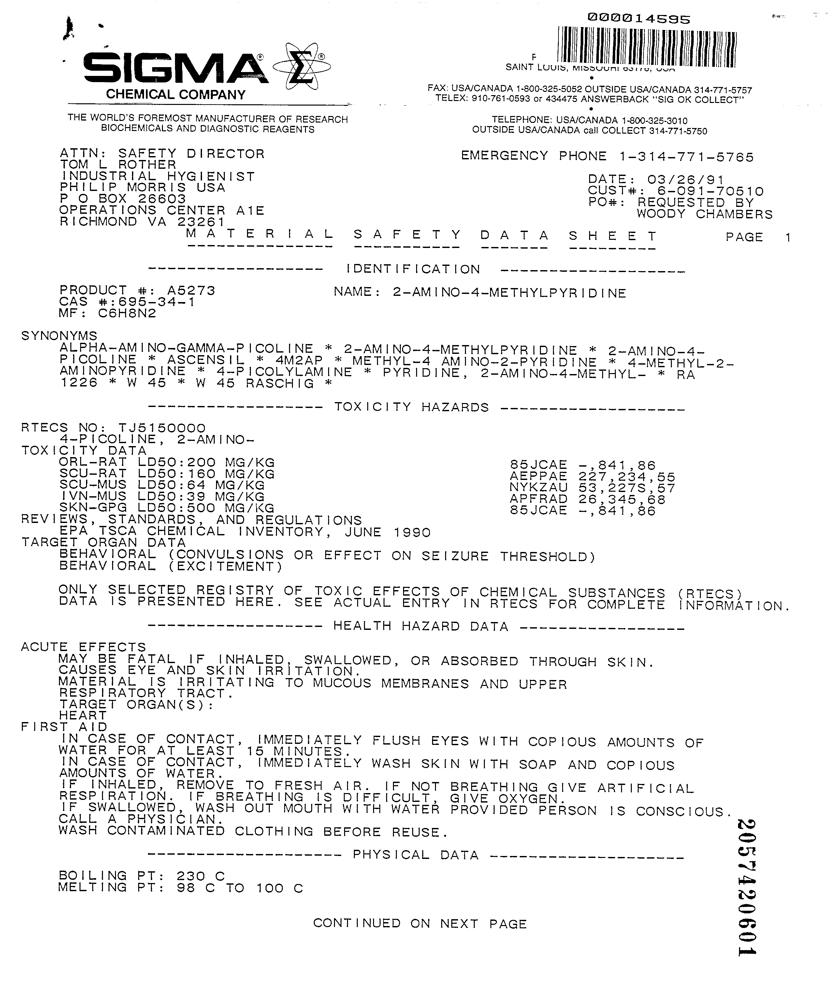 000014595
SIGMA
CHEMICAL COMPANY
THE WORLD'S FOREMOST MANUFACTURER OF RESEARCH
BIOCHEMICALS AND DIAGNOSTIC REAGENTS
SAINT LOUIS, MISSOURI 63178, USA
FAX: USA/CANADA 1-800-325-5052 OUTSIDE USA/CANADA 314-771-5757
TELEX: 910-761-0593 or 434475 ANSWERBACK "SIG OK COLLECT"
TELEPHONE: USA/CANADA 1-800-325-3010
OUTSIDE USA/CANADA call COLLECT 314-771-5750
ATTN: SAFETY DIRECTOR
TOM L ROTHER
INDUSTRIAL HYGIENIST
PHILIP MORRIS USA
P O BOX 26603
OPERATIONS CENTER A1E
RICHMOND VA 23261
EMERGENCY PHONE 1-314-771-5765
DATE: 03/26/91
CUST#: 6-091-70510
PO#: REQUESTED BY
WOODY CHAMBERS
MATERIAL SAFETY DATA SHEET PAGE 1
------------------ IDENTIFICATION -------------------
PRODUCT #: A5273 NAME: 2-AMINO-4-METHYLPYRIDINE
CAS #:695-34-1
MF: C6H8N2
SYNONYMS
ALPHA-AMINO-GAMMA-PICOLINE * 2-AMINO-4-METHYLPYRIDINE * 2-AMINO-4-
PICOLINE * ASCENSIL * 4M2AP * METHYL-4 AMINO-2-PYRIDINE * 4-METHYL-2-
AMINOPYRIDINE * 4-PICOLYLAMINE * PYRIDINE, 2-AMINO-4-METHYL- * RA
1226 * W 45 * W 45 RASCHIG *
------------------ TOXICITY HAZARDS -------------------
RTECS NO: TJ5150000
4-PICOLINE, 2-AMINO-
TOXICITY DATA
ORL-RAT LD50:200 MG/KG 85JCAE -,841,86
SCU-RAT LD50:160 MG/KG AEPPAE 227,234,55
SCU-MUS LD50:64 MG/KG NYKZAU 53,227S,57
IVN-MUS LD50:39 MG/KG APFRAD 26,345,68
SKN-GPG LD50:500 MG/KG 85JCAE -,841,86
REVIEWS, STANDARDS, AND REGULATIONS
EPA TSCA CHEMICAL INVENTORY, JUNE 1990
TARGET ORGAN DATA
BEHAVIORAL (CONVULSIONS OR EFFECT ON SEIZURE THRESHOLD)
BEHAVIORAL (EXCITEMENT)
ONLY SELECTED REGISTRY OF TOXIC EFFECTS OF CHEMICAL SUBSTANCES (RTECS)
DATA IS PRESENTED HERE. SEE ACTUAL ENTRY IN RTECS FOR COMPLETE INFORMATION.
------------------ HEALTH HAZARD DATA -----------------
ACUTE EFFECTS
MAY BE FATAL IF INHALED, SWALLOWED, OR ABSORBED THROUGH SKIN.
CAUSES EYE AND SKIN IRRITATION.
MATERIAL IS IRRITATING TO MUCOUS MEMBRANES AND UPPER
RESPIRATORY TRACT.
TARGET ORGAN(S):
HEART
FIRST AID
IN CASE OF CONTACT, IMMEDIATELY FLUSH EYES WITH COPIOUS AMOUNTS OF
WATER FOR AT LEAST 15 MINUTES.
IN CASE OF CONTACT, IMMEDIATELY WASH SKIN WITH SOAP AND COPIOUS
AMOUNTS OF WATER.
IF INHALED, REMOVE TO FRESH AIR. IF NOT BREATHING GIVE ARTIFICIAL
RESPIRATION. IF BREATHING IS DIFFICULT, GIVE OXYGEN.
IF SWALLOWED, WASH OUT MOUTH WITH WATER PROVIDED PERSON IS CONSCIOUS.
CALL A PHYSICIAN.
WASH CONTAMINATED CLOTHING BEFORE REUSE.
-------------------- PHYSICAL DATA --------------------
BOILING PT: 230 C
MELTING PT: 98 C TO 100 C
CONTINUED ON NEXT PAGE
2057420601